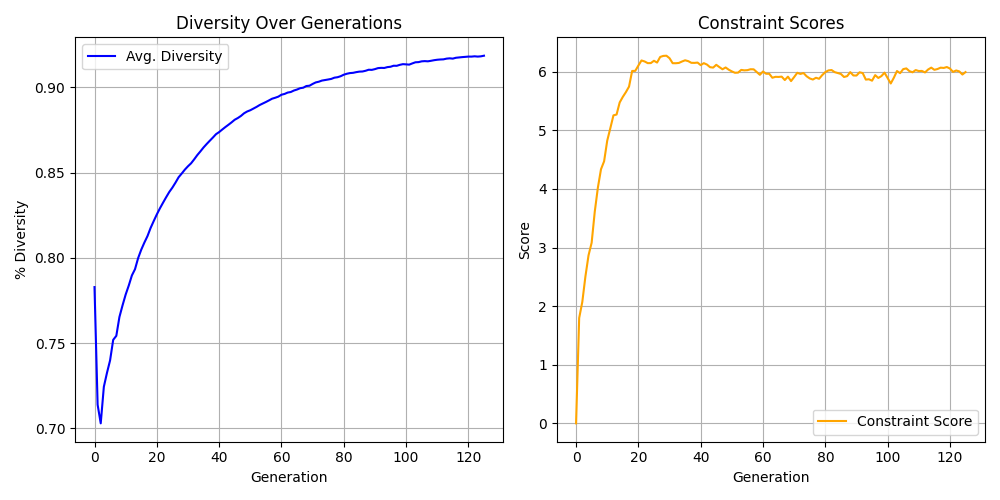 Diversity Over Generations
Avg. Diversity
% Diversity
0.90
0.85
0.80
0.75
0.70
0 20 40 60 80 100 120
Generation
Constraint Scores
Score
6
5
4
3
2
1
0
Constraint Score
0 20 40 60 80 100 120
Generation